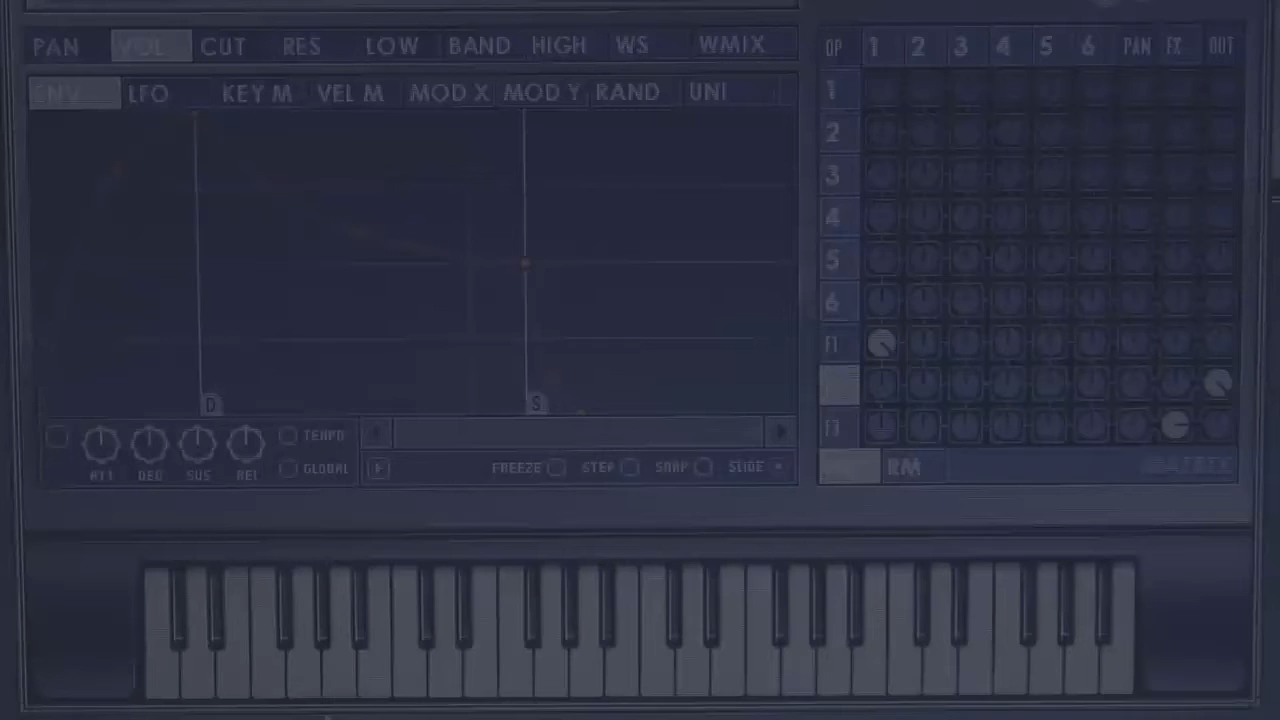 PAN VOL CUT RES LOW BAND HIGH WS WMIX
OP 1 2 3 4 5 6 PAN FX OUT
ENV LFO KEY M VEL M MOD X MOD Y RAND UNI
1
2
3
4
5
6
F1
F3
D S
TEMPO
ATT DEC SUS REL GLOBAL
FREEZE STEP SNAP SLIDE
RM MATRIX